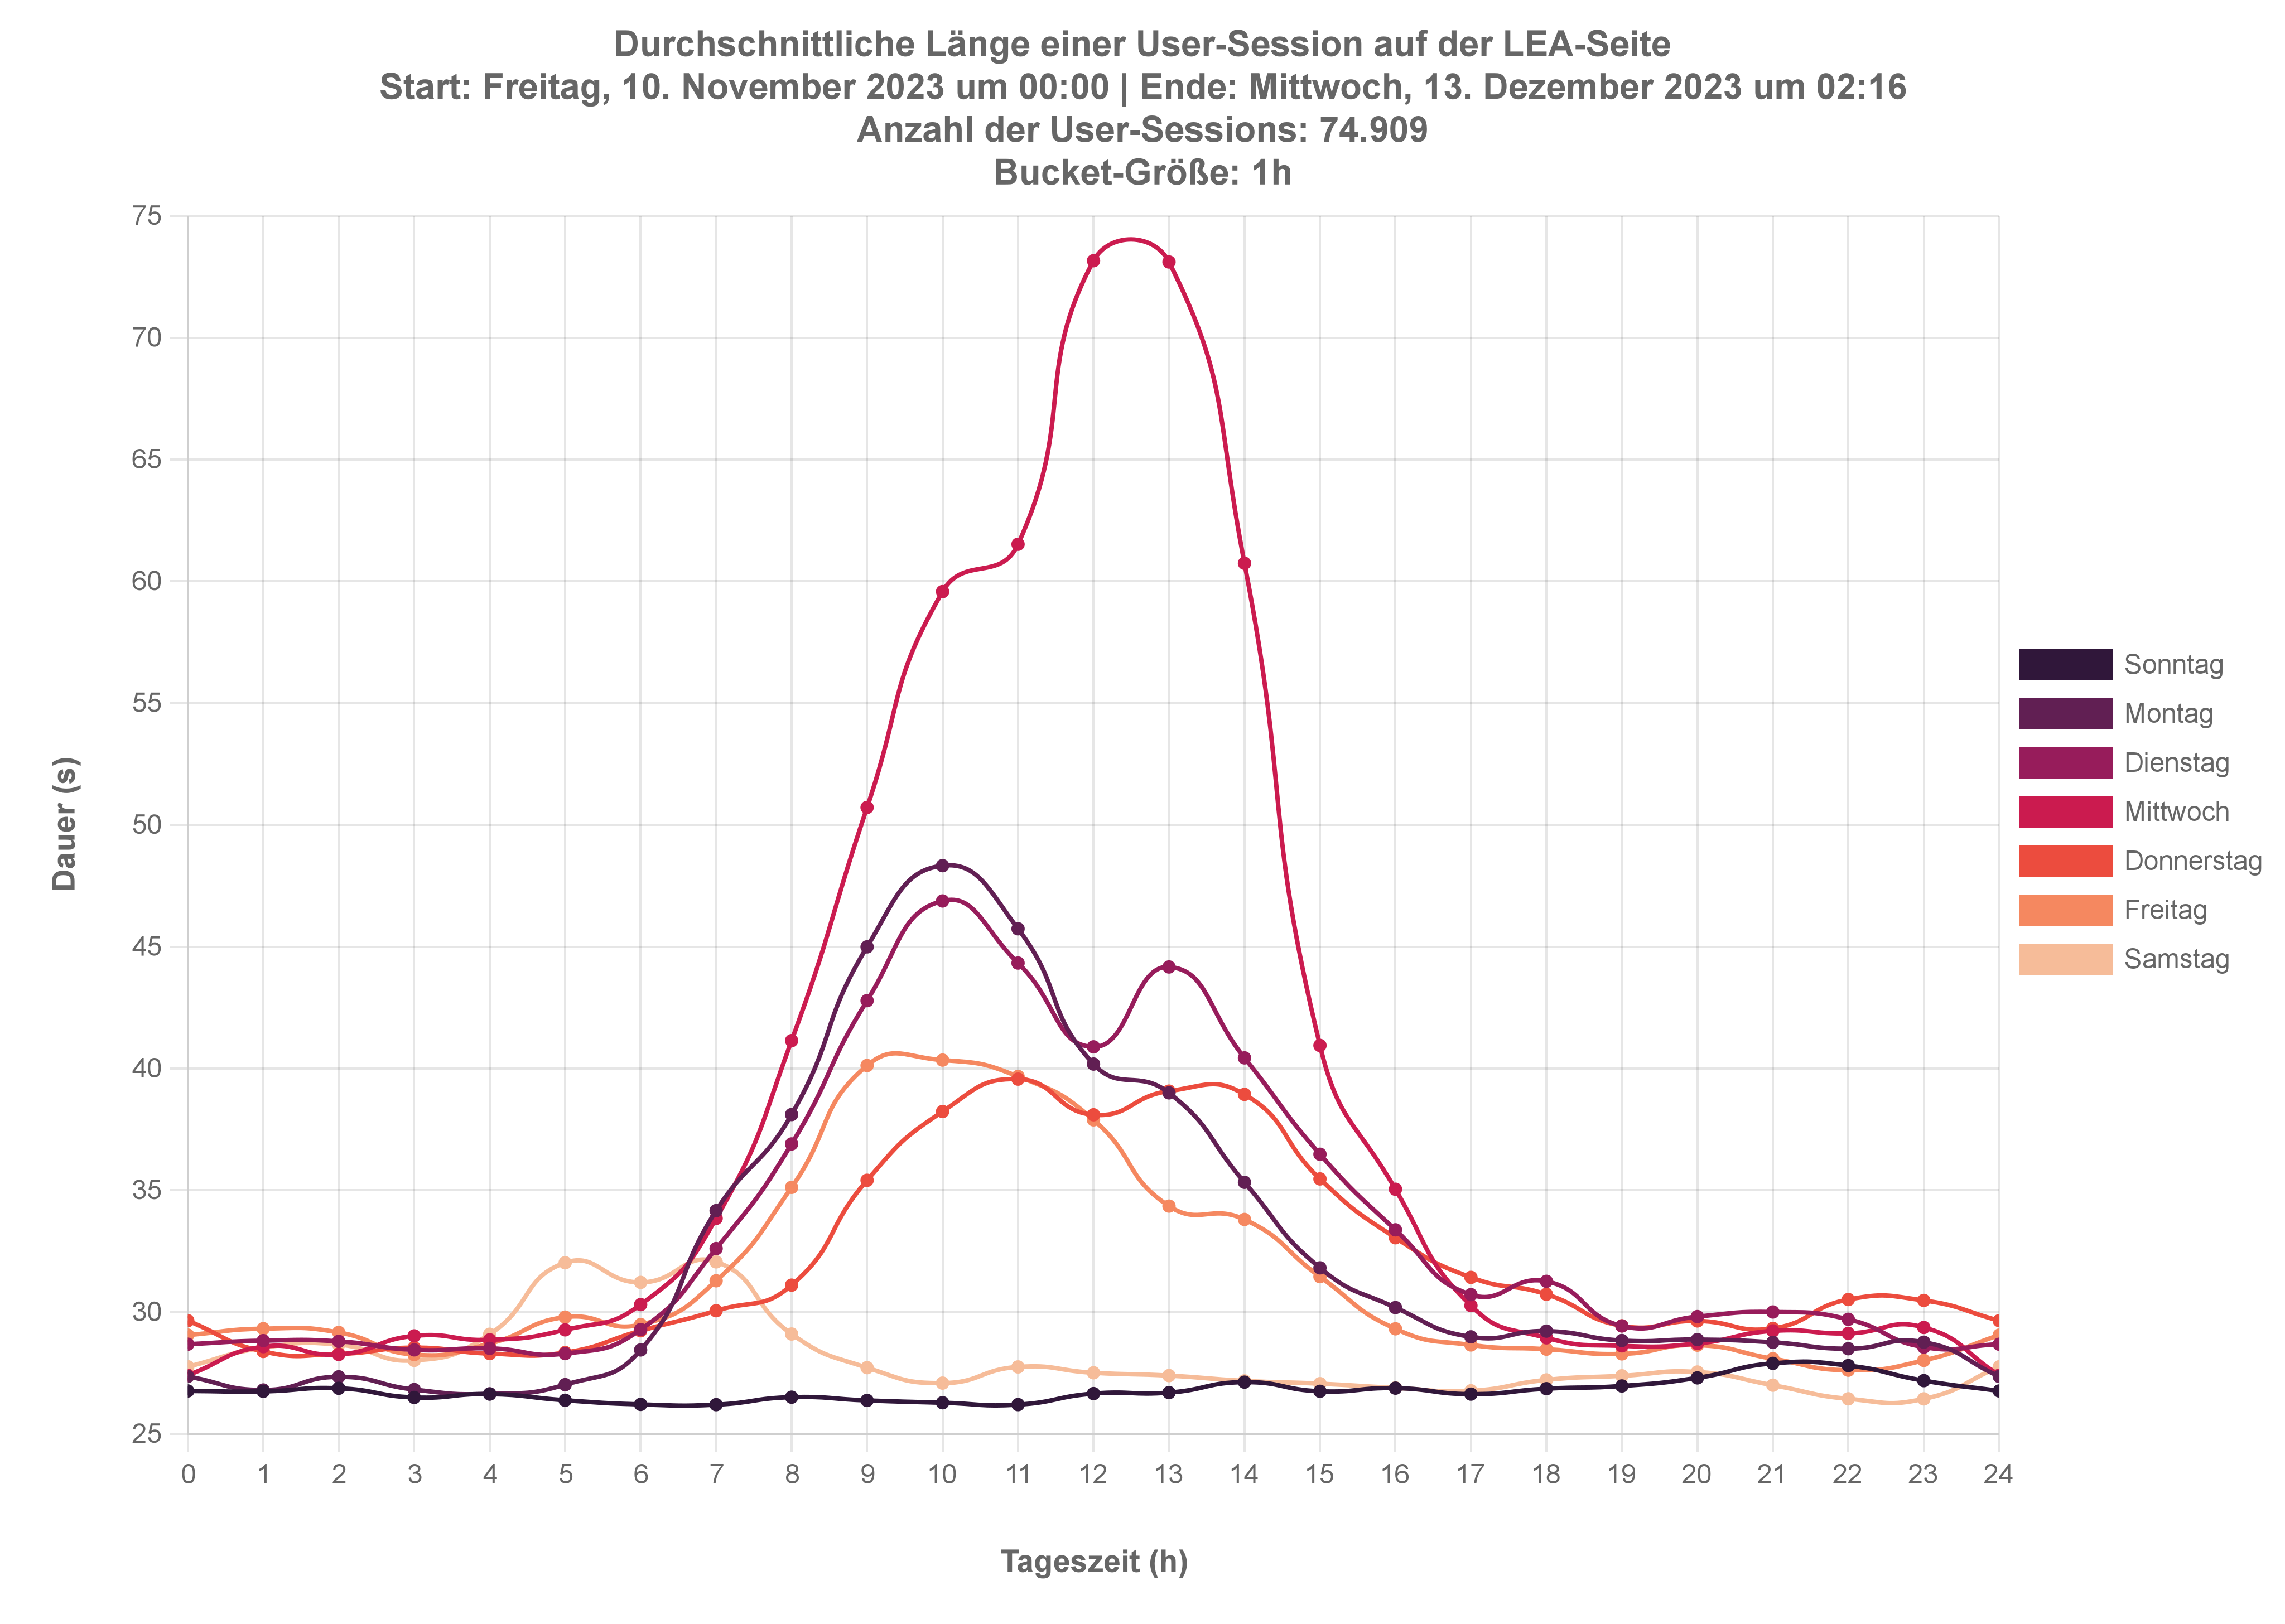 Durchschnittliche Länge einer User-Session auf der LEA-Seite
Start: Freitag, 10. November 2023 um 00:00 | Ende: Mittwoch, 13. Dezember 2023 um 02:16
Anzahl der User-Sessions: 74.909
Bucket-Größe: 1h
75
70
65
60
55
50
45
40
35
30
25
Dauer (s)
0 1 2 3 4 5 6 7 8 9 10 11 12 13 14 15 16 17 18 19 20 21 22 23 24
Tageszeit (h)
Sonntag
Montag
Dienstag
Mittwoch
Donnerstag
Freitag
Samstag